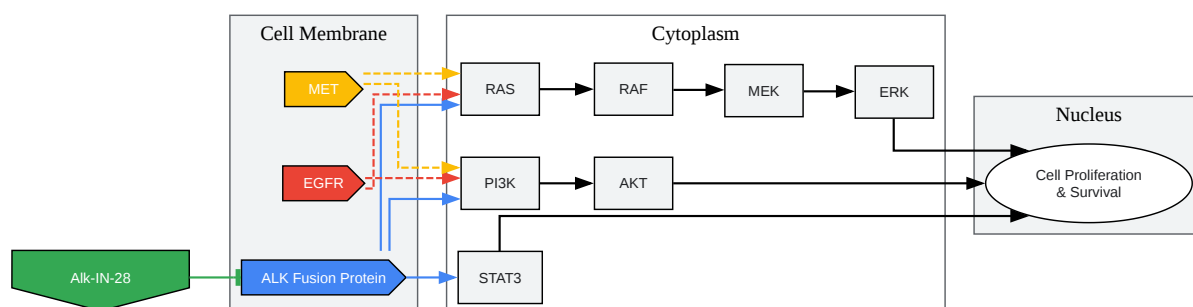 Cell Membrane
Cytoplasm
MET
RAS
RAF
MEK
ERK
Nucleus
EGFR
PI3K
AKT
Cell Proliferation
& Survival
Alk-IN-28
ALK Fusion Protein
STAT3